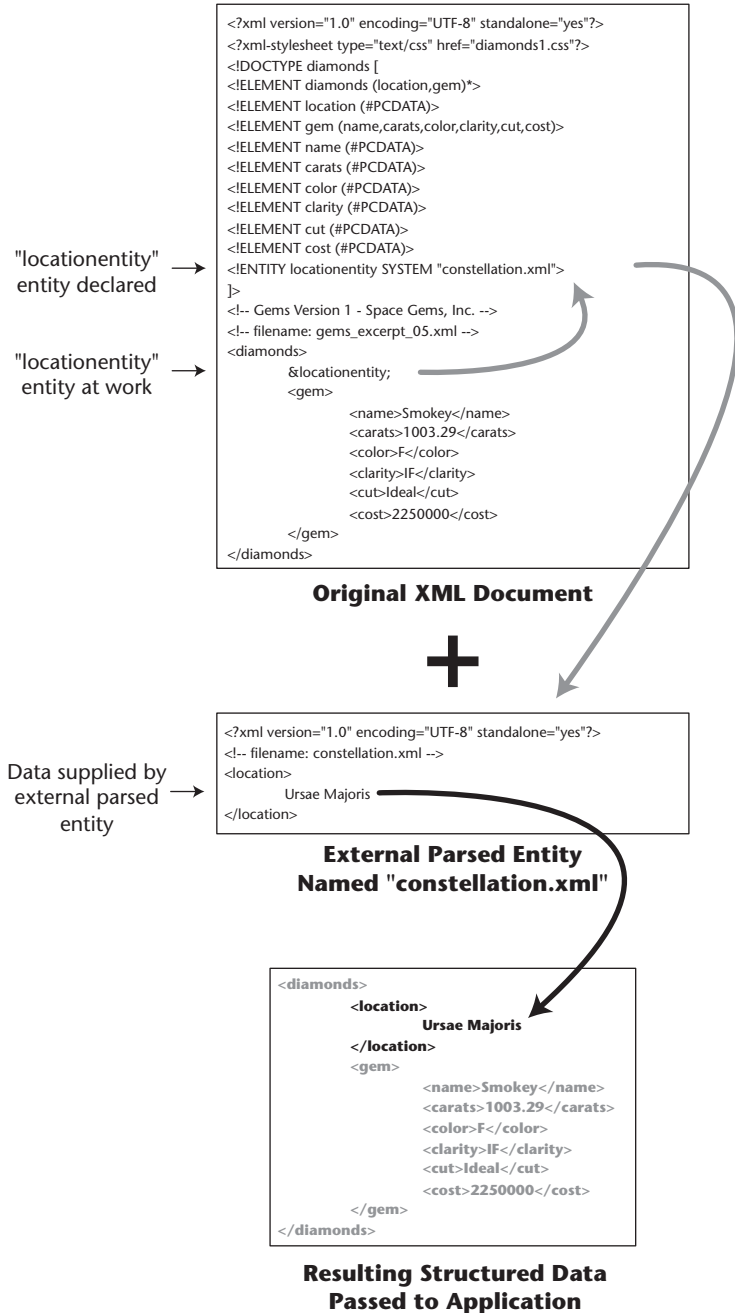 <?xml version="1.0" encoding="UTF-8" standalone="yes"?>
<?xml-stylesheet type="text/css" href="diamonds1.css"?>
<!DOCTYPE diamonds [
<!ELEMENT diamonds (location,gem)*>
<!ELEMENT location (#PCDATA)>
<!ELEMENT gem (name,carats,color,clarity,cut,cost)>
<!ELEMENT name (#PCDATA)>
<!ELEMENT carats (#PCDATA)>
<!ELEMENT color (#PCDATA)>
<!ELEMENT clarity (#PCDATA)>
<!ELEMENT cut (#PCDATA)>
<!ELEMENT cost (#PCDATA)>
"locationentity"
entity declared
<!ENTITY locationentity SYSTEM "constellation.xml">
]>
<!-- Gems Version 1 - Space Gems, Inc. -->
<!-- filename: gems_excerpt_05.xml -->
<diamonds>
"locationentity"
entity at work
&locationentity;
<gem>
<name>Smokey</name>
<carats>1003.29</carats>
<color>F</color>
<clarity>IF</clarity>
<cut>Ideal</cut>
<cost>2250000</cost>
</gem>
</diamonds>
Original XML Document
+
<?xml version="1.0" encoding="UTF-8" standalone="yes"?>
<!-- filename: constellation.xml -->
<location>
Data supplied by
external parsed
entity
Ursae Majoris
</location>
External Parsed Entity
Named "constellation.xml"
<diamonds>
<location>
Ursae Majoris
</location>
<gem>
<name>Smokey</name>
<carats>1003.29</carats>
<color>F</color>
<clarity>IF</clarity>
<cut>Ideal</cut>
<cost>2250000</cost>
</gem>
</diamonds>
Resulting Structured Data
Passed to Application